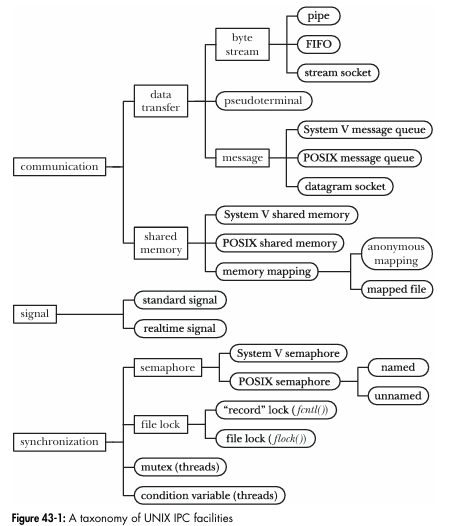 pipe
byte
stream
FIFO
stream socket
data
transfer
pseudoterminal
System V message queue
message
POSIX message queue
datagram socket
communication
System V shared memory
shared
memory
POSIX shared memory
memory mapping
anonymous
mapping
mapped file
signal
standard signal
realtime signal
semaphore
System V semaphore
POSIX semaphore
named
unnamed
synchronization
file lock
“record” lock (fcntl())
file lock (flock())
mutex (threads)
condition variable (threads)
Figure 43-1: A taxonomy of UNIX IPC facilities